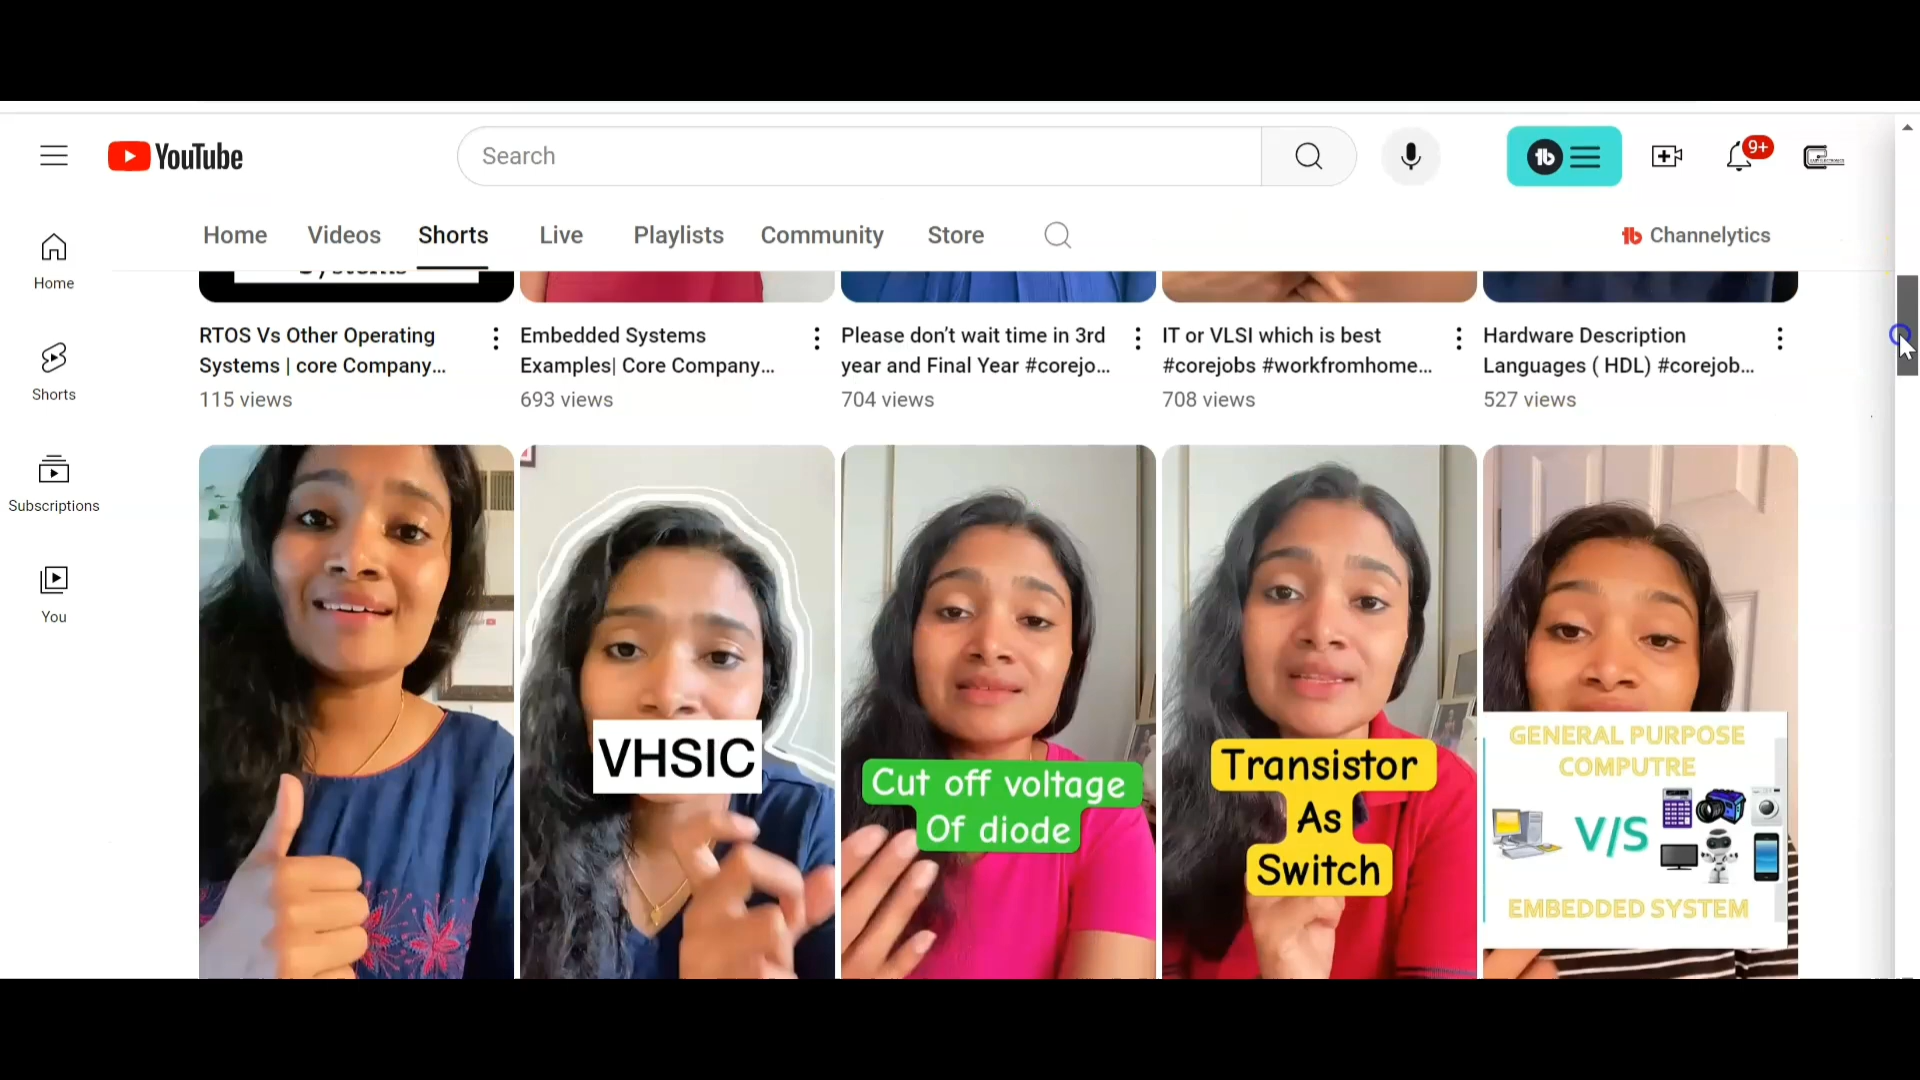 YouTube
Search
9+
Home
Videos
Shorts
Live
Playlists
Community
Store
Channelytics
Home
Shorts
Subscriptions
You
RTOS Vs Other Operating
Systems | core Company...
115 views
Embedded Systems
Examples| Core Company...
693 views
Please don’t wait time in 3rd
year and Final Year #corejo...
704 views
IT or VLSI which is best
#corejobs #workfromhome...
708 views
Hardware Description
Languages ( HDL) #corejob...
527 views
VHSIC
Cut off voltage
Of diode
Transistor
As
Switch
GENERAL PURPOSE
COMPUTRE
V/S
EMBEDDED SYSTEM